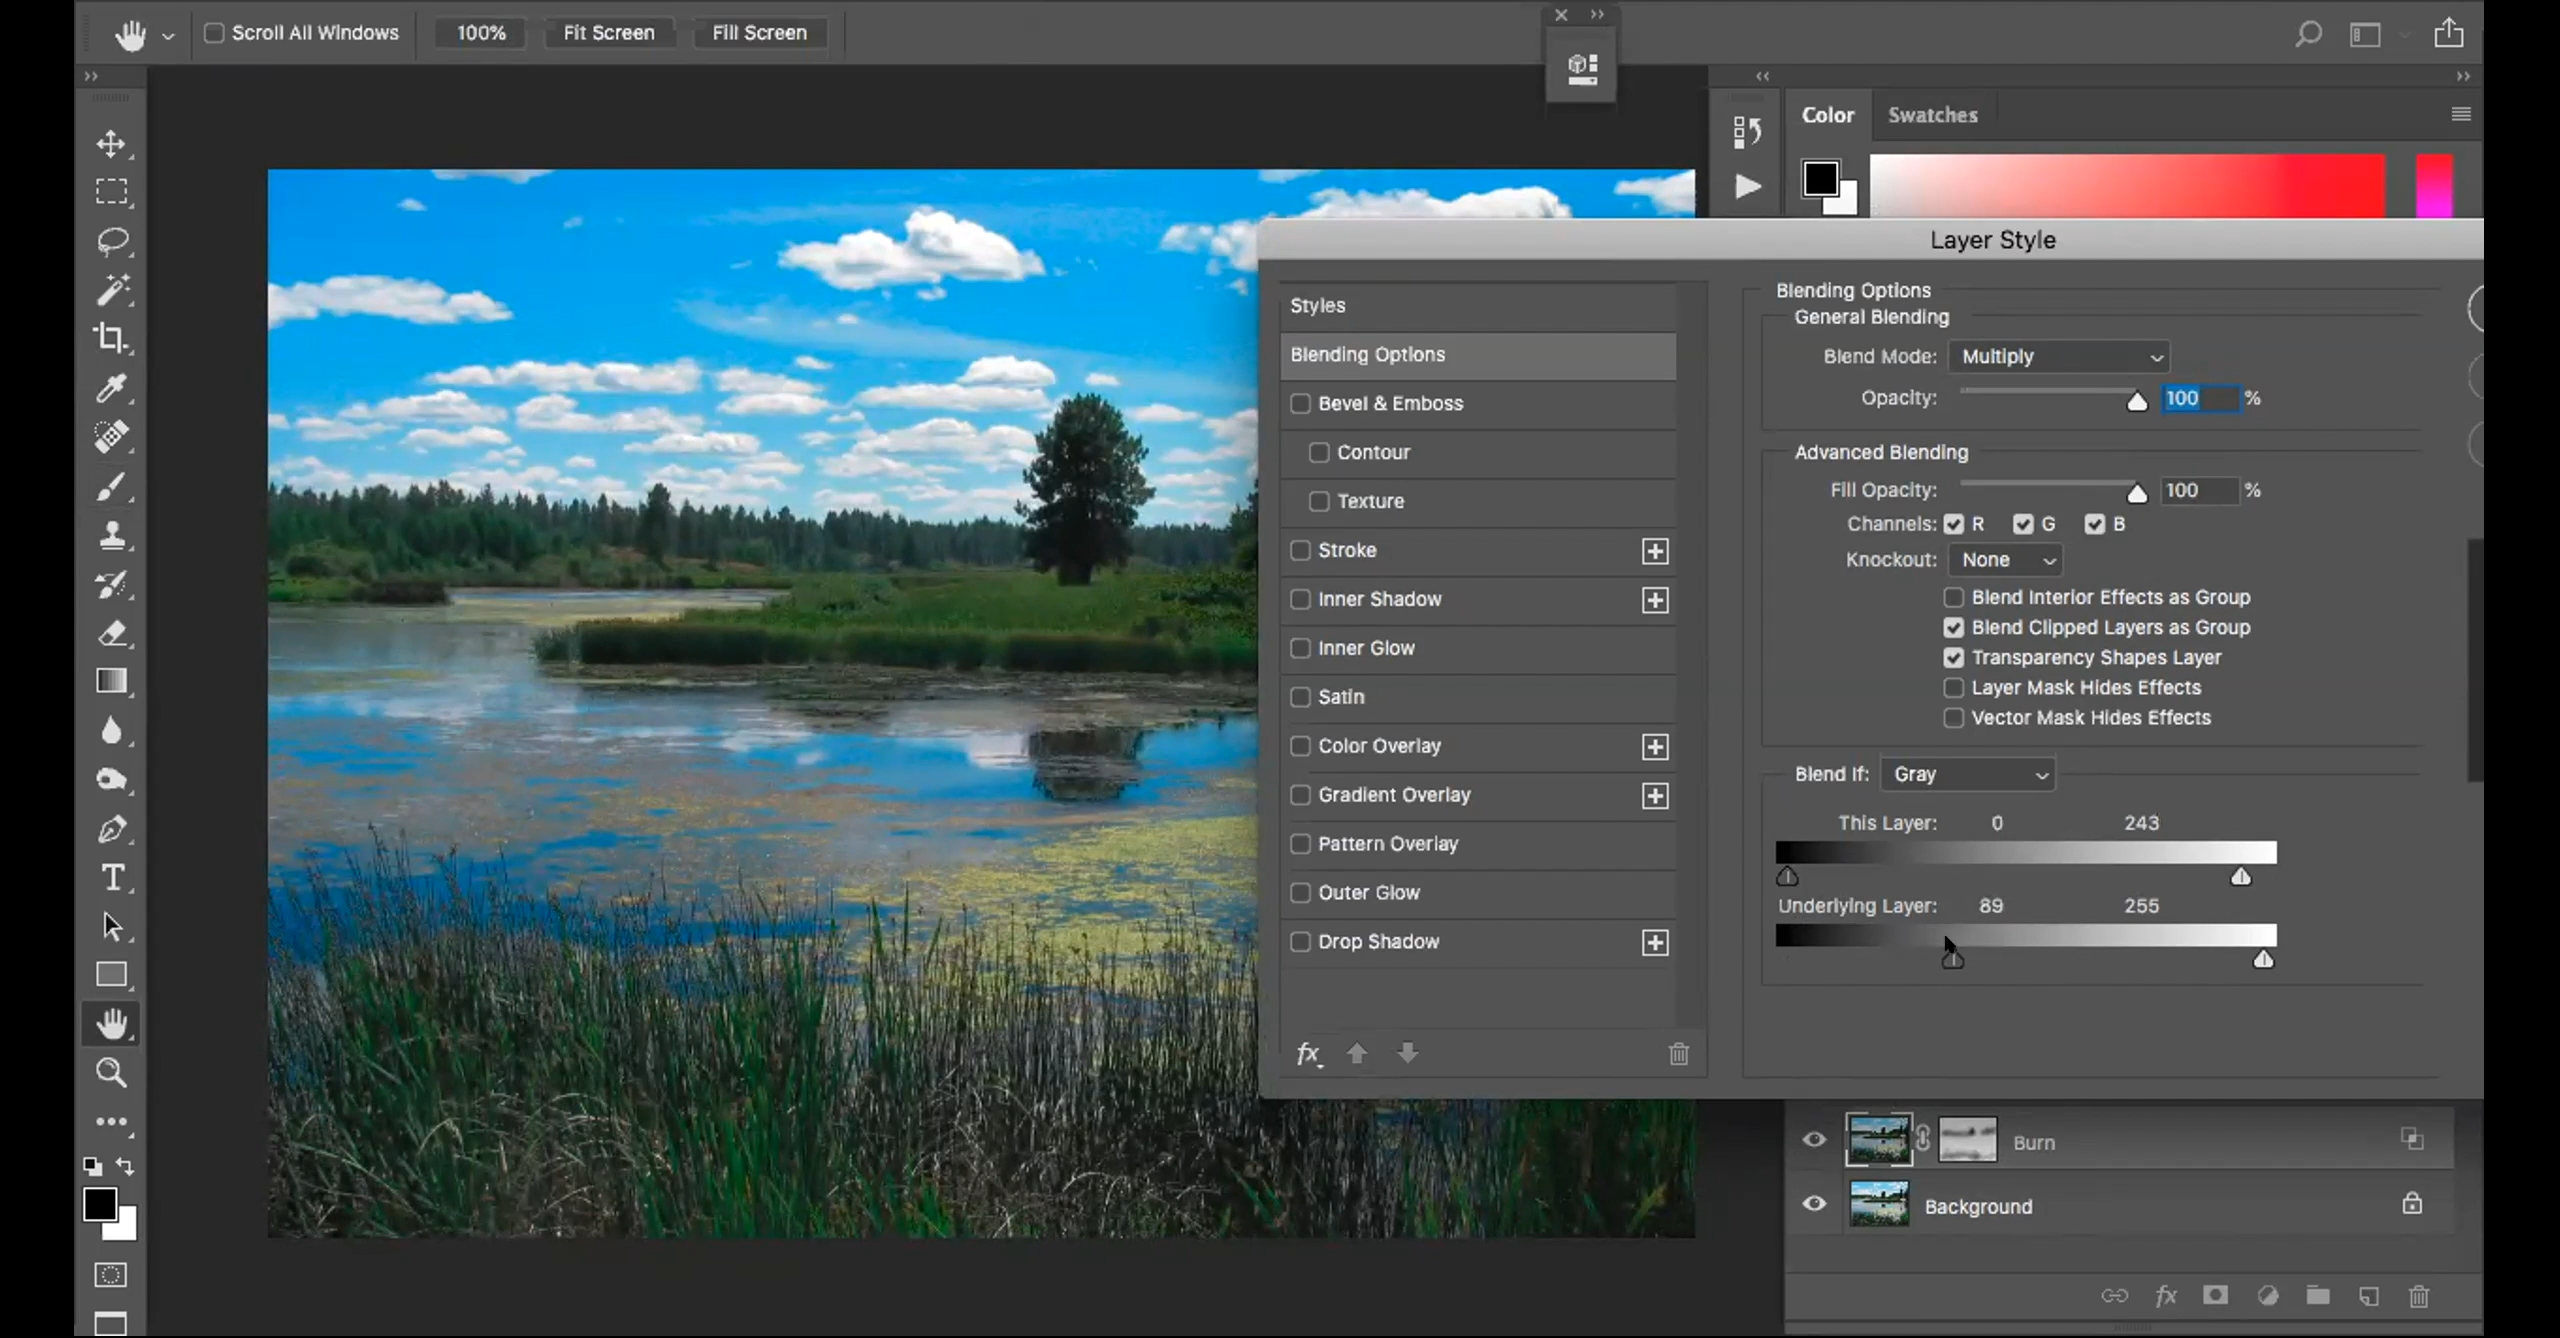 Scroll All Windows 100% Fit Screen Fill Screen
Color Swatches
Layer Style
Styles
Blending Options
Bevel & Emboss
Contour
Texture
Stroke
Inner Shadow
Inner Glow
Satin
Color Overlay
Gradient Overlay
Pattern Overlay
Outer Glow
Drop Shadow
fx
Blending Options
General Blending
Blend Mode: Multiply
Opacity: 100 %
Advanced Blending
Fill Opacity: 100 %
Channels: R G B
Knockout: None
Blend Interior Effects as Group
Blend Clipped Layers as Group
Transparency Shapes Layer
Layer Mask Hides Effects
Vector Mask Hides Effects
Blend If: Gray
This Layer: 0 243
Underlying Layer: 89 255
Burn
Background
fx